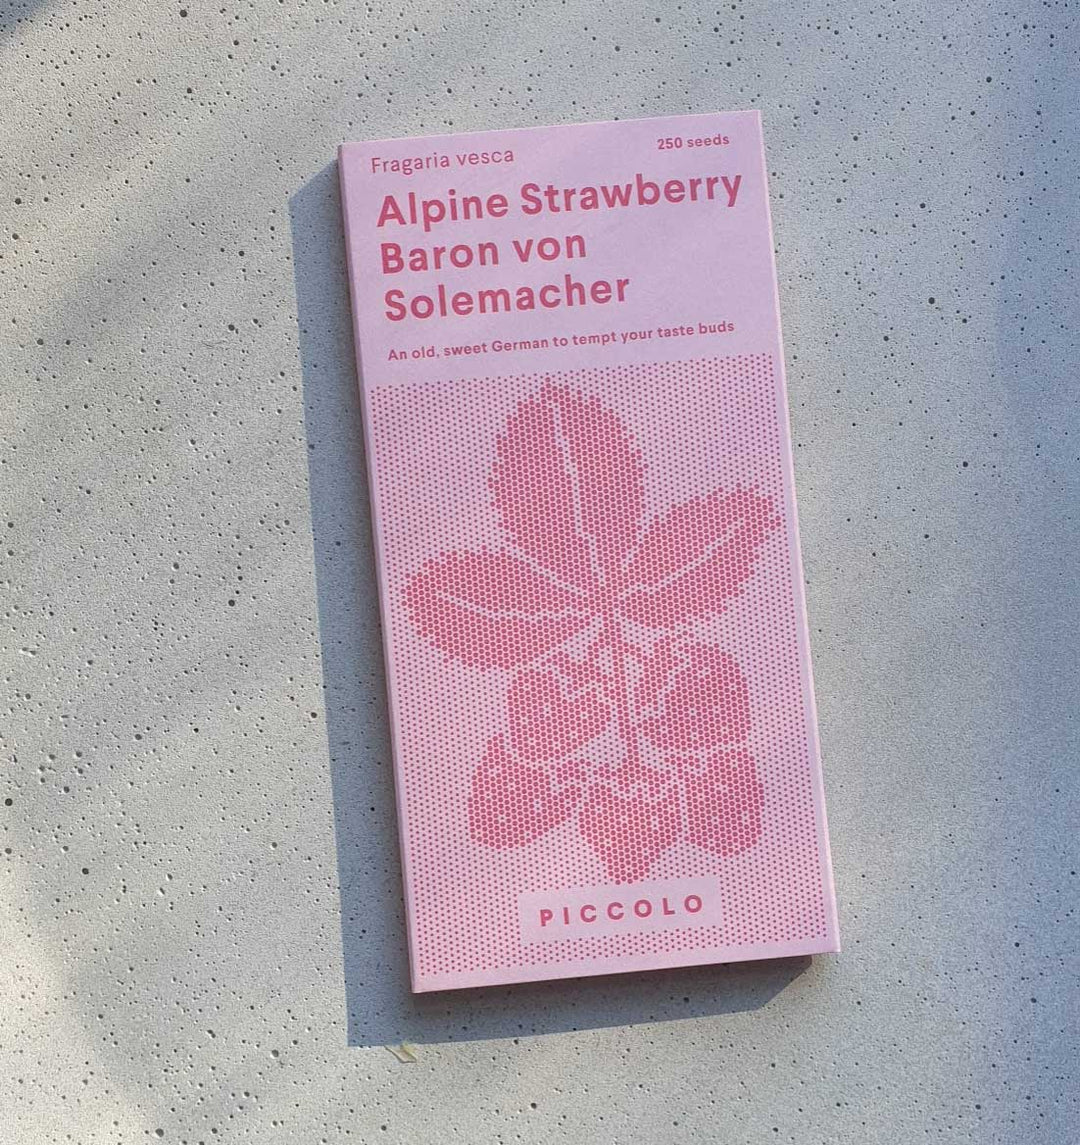 Fragaria vesca
250 seeds
Alpine Strawberry
Baron von
Solemacher
An old, sweet German to tempt your taste buds
PICCOLO